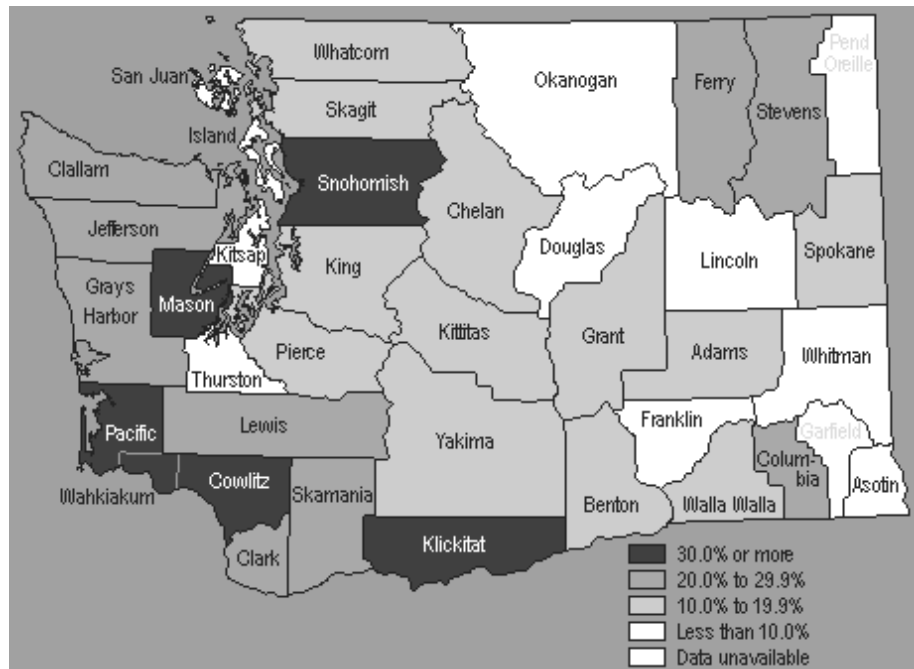 Whatcom
Pend
Oreille
San Juan
Okanogan
Ferry
Stevens
Skagit
Island
Clallam
Snohomish
Chelan
Jefferson
Kitsap
Douglas
Lincoln
Spokane
King
Grays
Harbor
Mason
Kittitas
Grant
Adams
Pierce
Whitman
Thurston
Franklin
Pacific
Lewis
Yakima
Garfield
Colum-
bia
Wahkiakum
Cowlitz
Skamania
Asotin
Benton
Walla Walla
Clark
Klickitat
30.0% or more
20.0% to 29.9%
10.0% to 19.9%
Less than 10.0%
Data unavailable